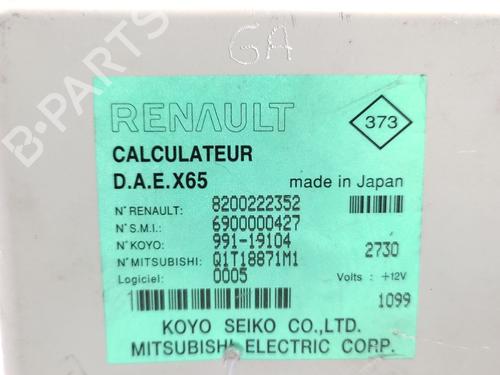 GA
B-PARTS
RENAULT
373
CALCULATEUR
D.A.E.X65
made in Japan
N° RENAULT: 8200222352
N° S.M.I.: 6900000427
N° KOYO: 991-19104
2730
N° MITSUBISHI: Q1T18871M1
Logiciel: 0005
Volts : +12V
1099
KOYO SEIKO CO.,LTD.
MITSUBISHI ELECTRIC CORP.